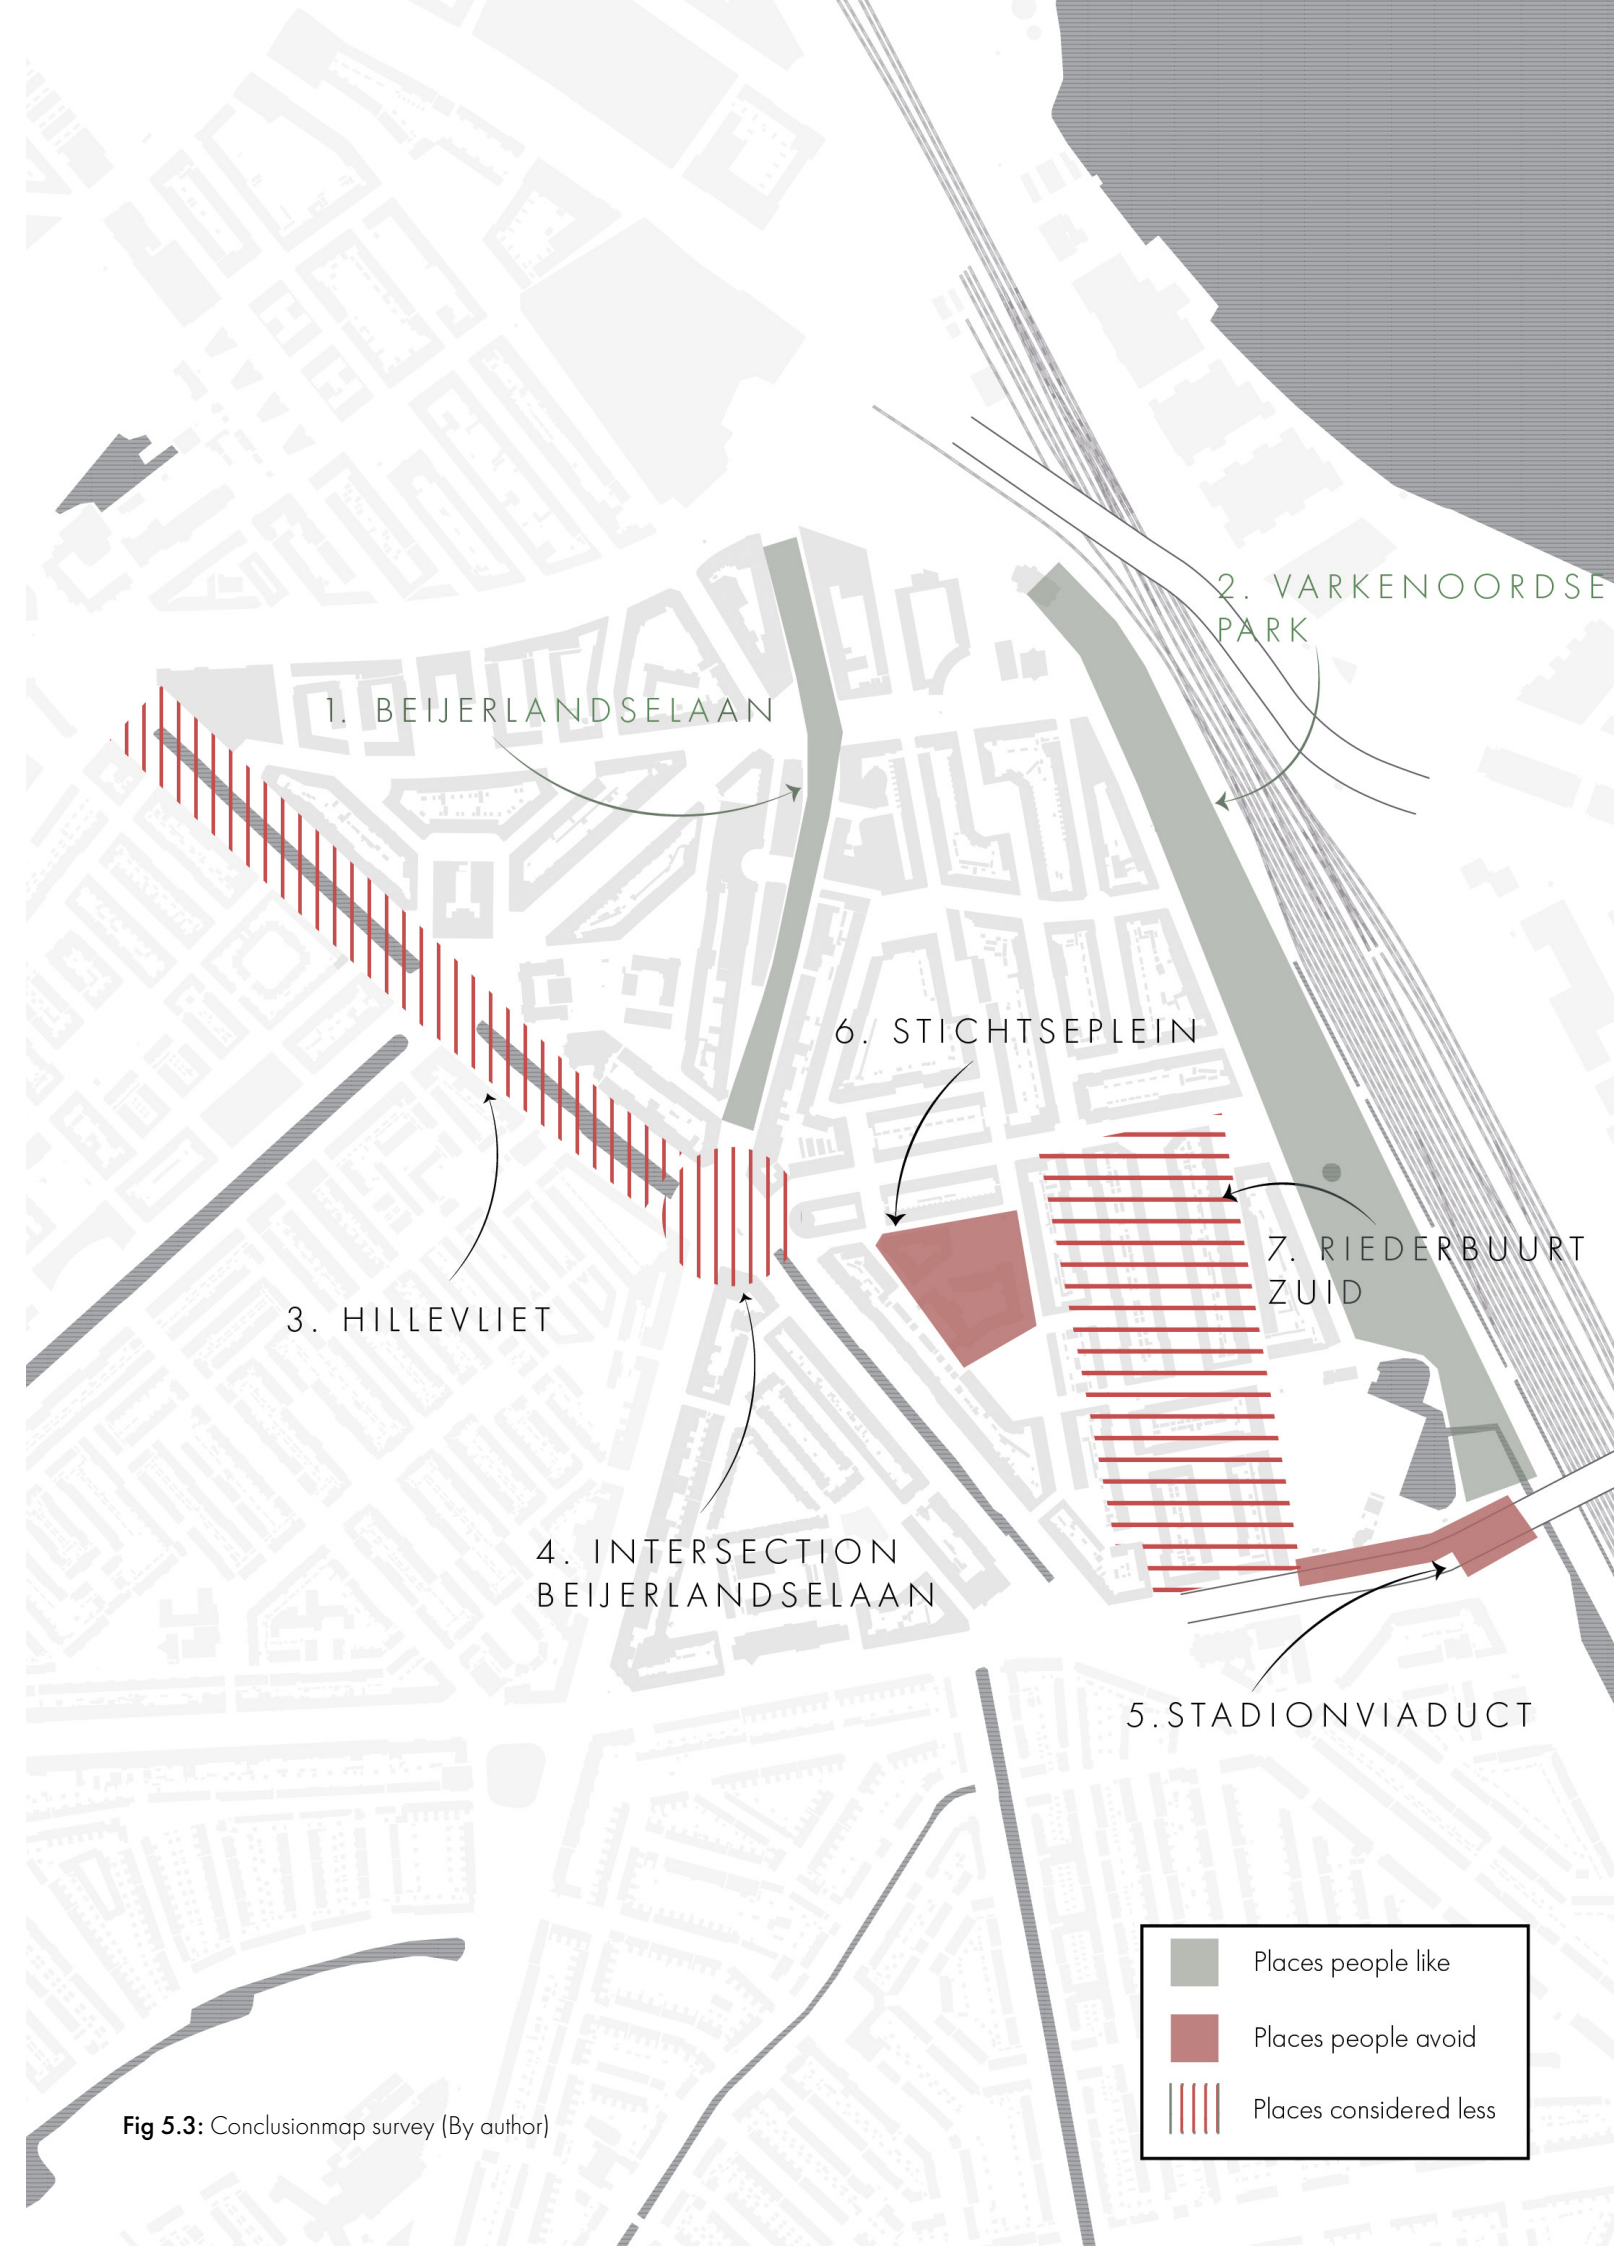 2. VARKENOORDSE
PARK
1. BEIJERLANDSELAAN
6. STICHTSEPLEIN
7. RIEDERBUURT
ZUID
3. HILLEVLIET
4. INTERSECTION
BEIJERLANDSELAAN
5.STADIONVIADUCT
Places people like
Places people avoid
Places considered less
Fig 5.3: Conclusionmap survey (By author)